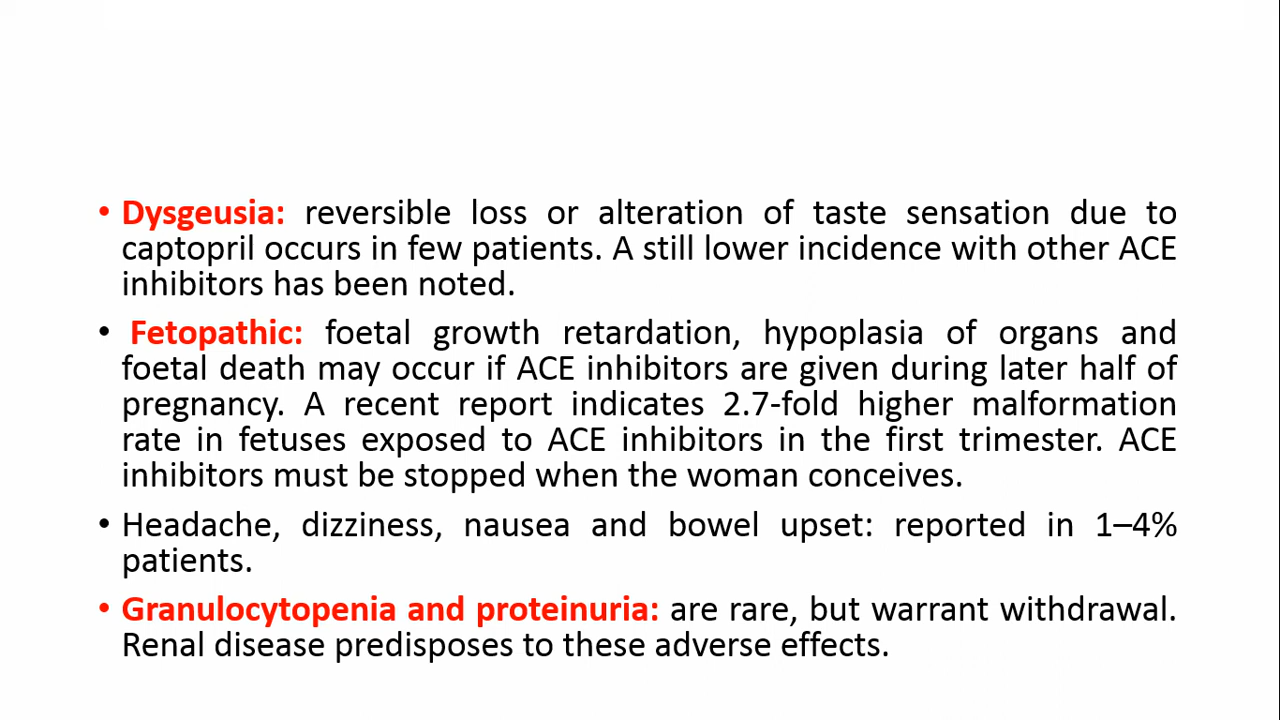 • Dysgeusia: reversible loss or alteration of taste sensation due to
captopril occurs in few patients. A still lower incidence with other ACE
inhibitors has been noted.
• Fetopathic: foetal growth retardation, hypoplasia of organs and
foetal death may occur if ACE inhibitors are given during later half of
pregnancy. A recent report indicates 2.7-fold higher malformation
rate in fetuses exposed to ACE inhibitors in the first trimester. ACE
inhibitors must be stopped when the woman conceives.
• Headache, dizziness, nausea and bowel upset: reported in 1–4%
patients.
• Granulocytopenia and proteinuria: are rare, but warrant withdrawal.
Renal disease predisposes to these adverse effects.